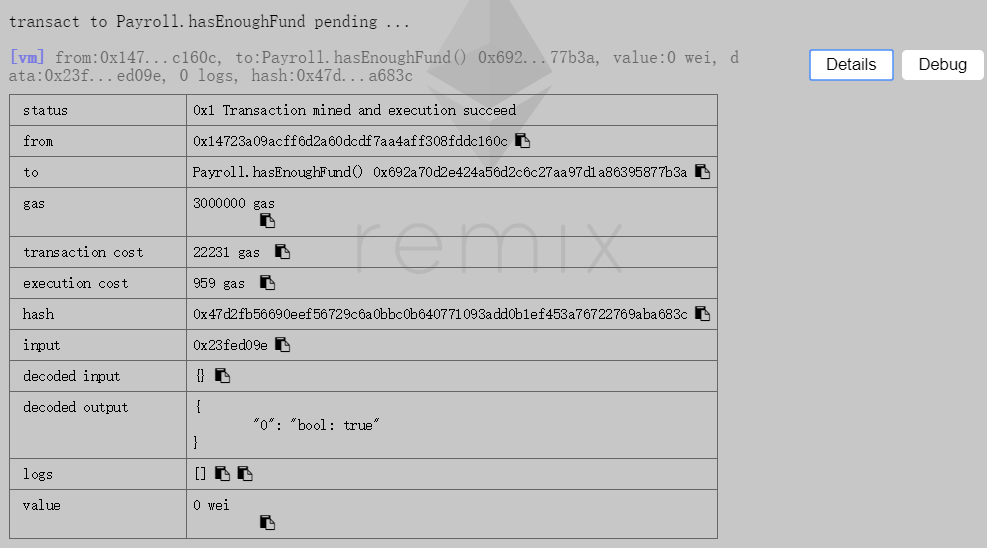 transact to Payroll.hasEnoughFund pending ...
[vm] from:0x147...c160c, to:Payroll.hasEnoughFund() 0x692...77b3a, value:0 wei, d
ata:0x23f...ed09e, 0 logs, hash:0x47d...a683c
Details
Debug
status 0x1 Transaction mined and execution succeed
from 0x14723a09acff6d2a60dcdf7aa4aff308fddc160c
to Payroll.hasEnoughFund() 0x692a70d2e424a56d2c6c27aa97d1a86395877b3a
gas 3000000 gas
transaction cost 22231 gas
execution cost 959 gas
hash 0x47d2fb56690eef56729c6a0bbc0b640771093add0b1ef453a76722769aba683c
input 0x23fed09e
decoded input {}
decoded output {
"0": "bool: true"
}
logs []
value 0 wei
remix